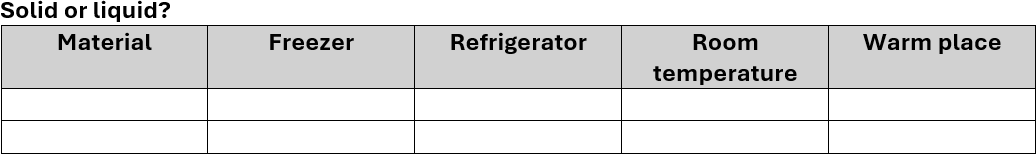 Solid or liquid?
Material Freezer Refrigerator Room temperature Warm place